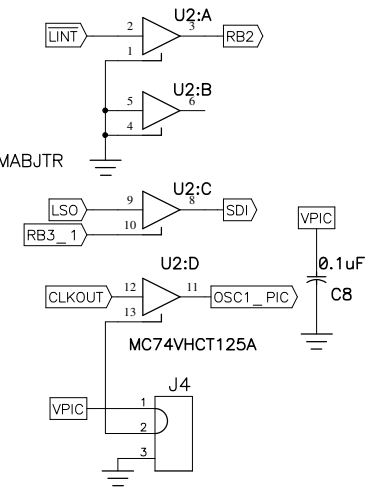 U2:A
LINT 2 3 RB2
1
U2:B
5 6
4
MABJTR
U2:C
LSO 9 8 SDI
RB3_1 10
VPIC
0.1uF
C8
U2:D
CLKOUT 12 11 OSC1_PIC
13
MC74VHCT125A
J4
VPIC 1
2
3